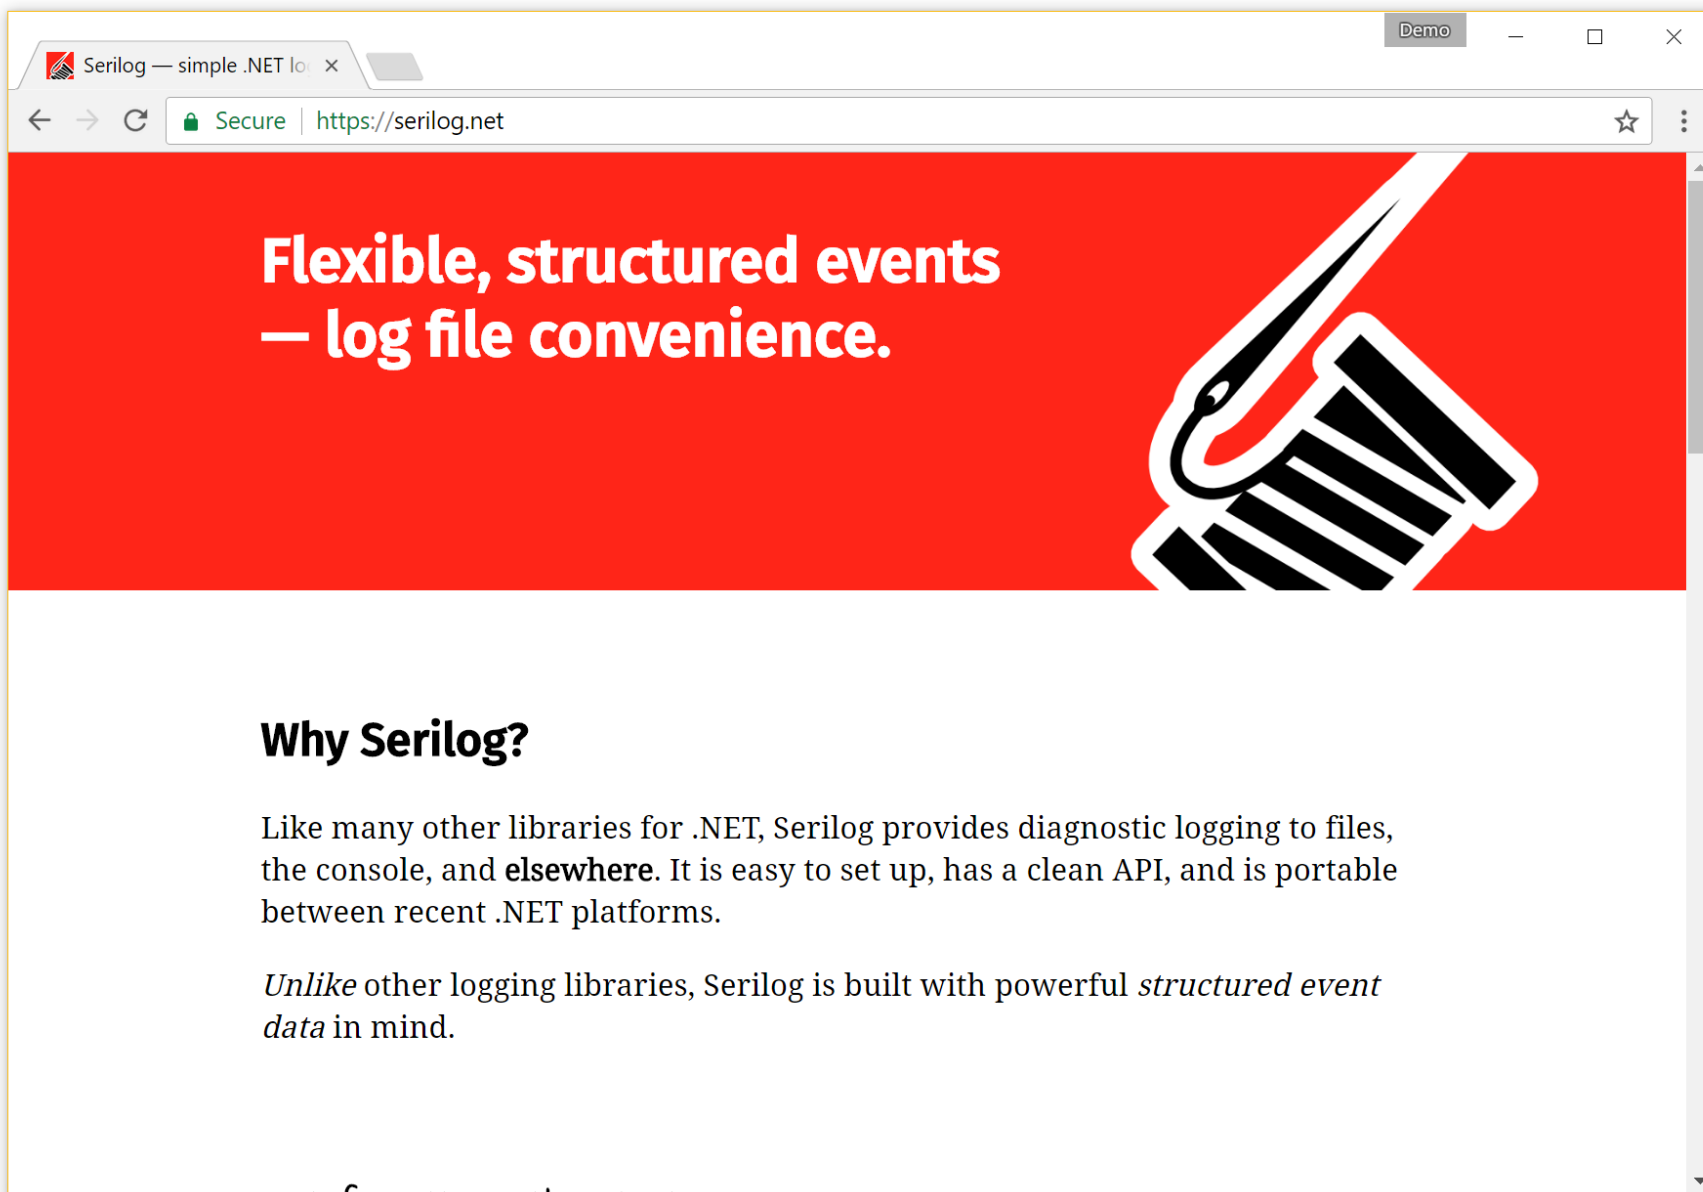 Demo
Serilog — simple .NET lo
Secure
https://serilog.net
Flexible, structured events
— log file convenience.
Why Serilog?
Like many other libraries for .NET, Serilog provides diagnostic logging to files,
the console, and elsewhere. It is easy to set up, has a clean API, and is portable
between recent .NET platforms.
Unlike other logging libraries, Serilog is built with powerful structured event
data in mind.